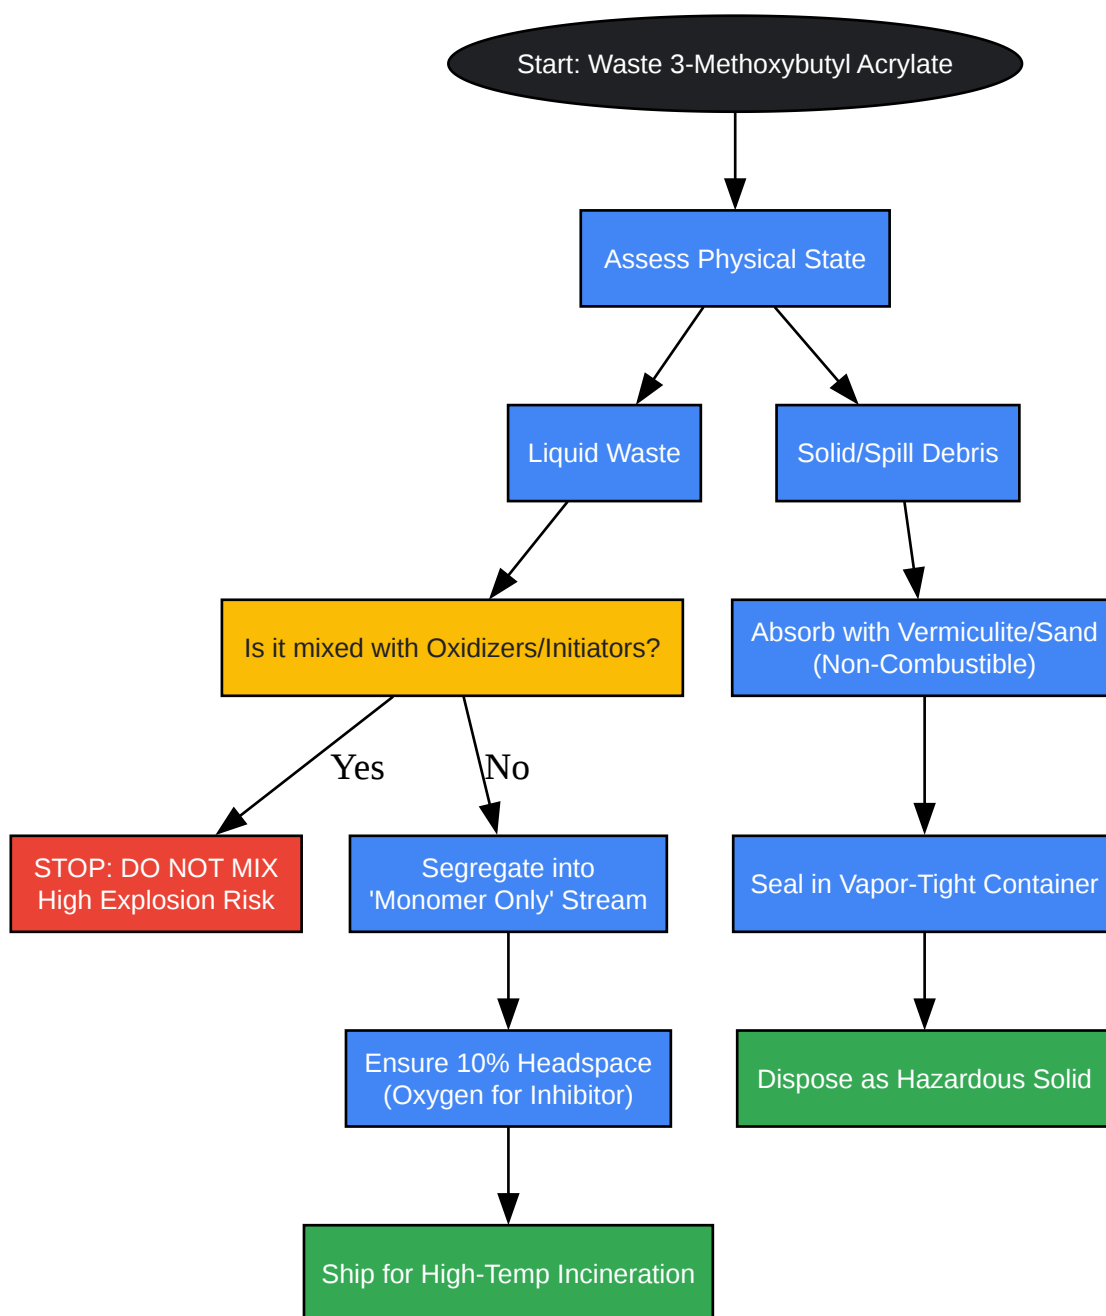 Start: Waste 3-Methoxybutyl Acrylate
Assess Physical State
Liquid Waste
Solid/Spill Debris
Is it mixed with Oxidizers/Initiators?
Absorb with Vermiculite/Sand
(Non-Combustible)
Yes
No
STOP: DO NOT MIX
High Explosion Risk
Segregate into
'Monomer Only' Stream
Seal in Vapor-Tight Container
Ensure 10% Headspace
(Oxygen for Inhibitor)
Dispose as Hazardous Solid
Ship for High-Temp Incineration